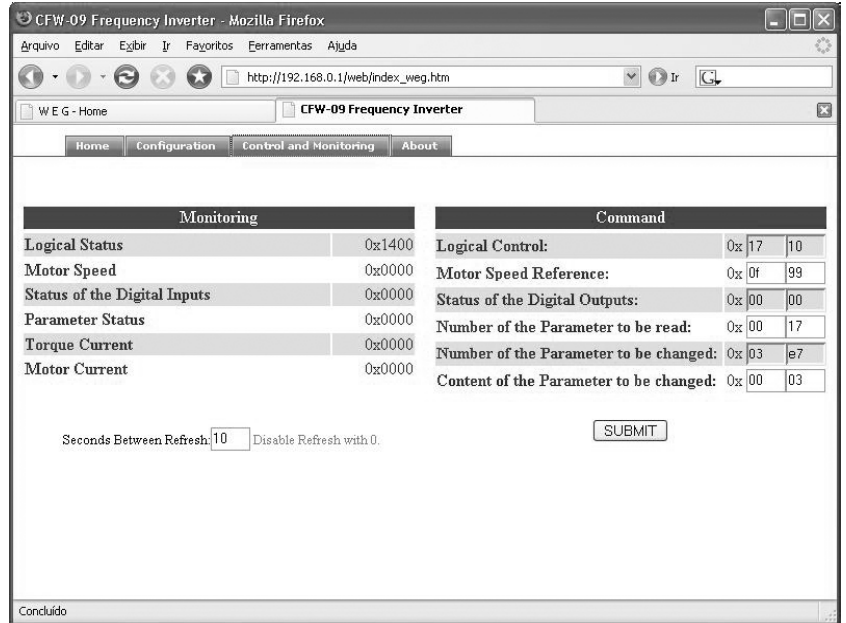 CFW-09 Frequency Inverter - Mozilla Firefox
Arquivo Editar Exibir Ir Favoritos Ferramentas Ajuda
http://192.168.0.1/web/index_weg.htm Ir G
W E G - Home CFW-09 Frequency Inverter
Home Configuration Control and Monitoring About
Monitoring
Logical Status 0x1400
Motor Speed 0x0000
Status of the Digital Inputs 0x0000
Parameter Status 0x0000
Torque Current 0x0000
Motor Current 0x0000
Seconds Between Refresh: 10 Disable Refresh with 0.
Command
Logical Control: 0x 17 10
Motor Speed Reference: 0x 0f 99
Status of the Digital Outputs: 0x 00 00
Number of the Parameter to be read: 0x 00 17
Number of the Parameter to be changed: 0x 03 e7
Content of the Parameter to be changed: 0x 00 03
SUBMIT
Concluído